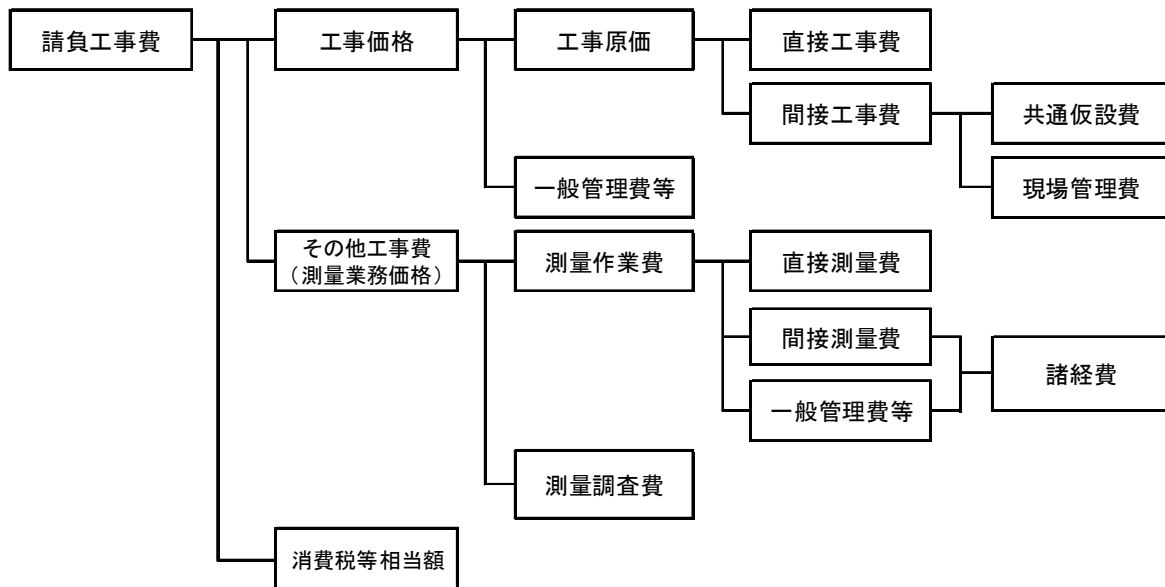 請負工事費
工事価格
工事原価
直接工事費
間接工事費
共通仮設費
現場管理費
一般管理費等
その他工事費
（測量業務価格）
測量作業費
直接測量費
間接測量費
諸経費
一般管理費等
測量調査費
消費税等相当額